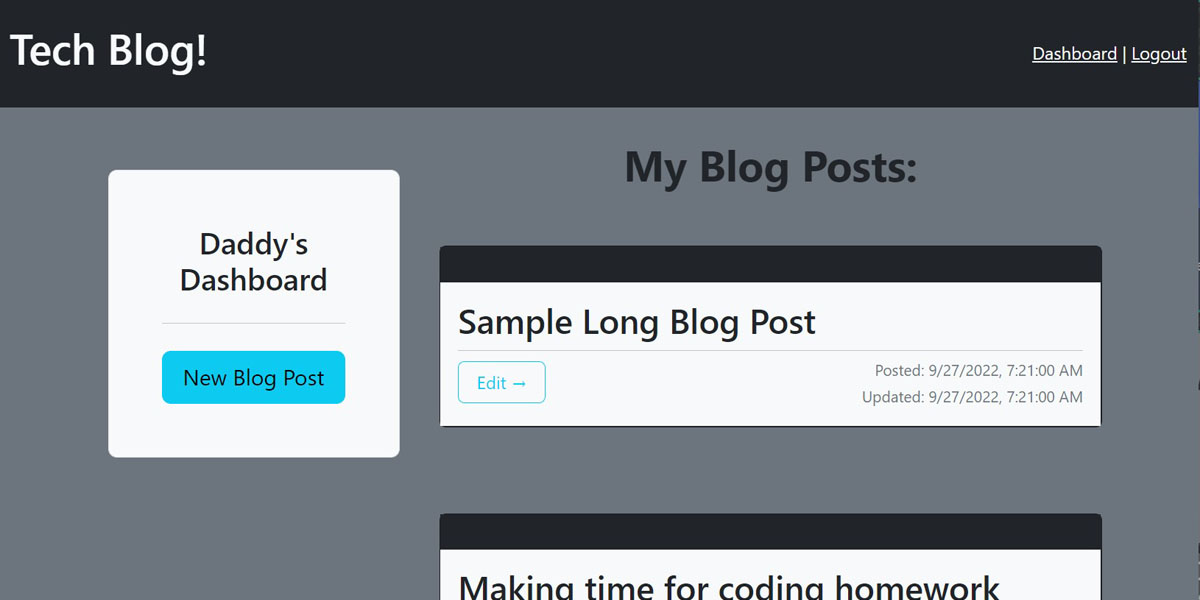 Tech Blog!
Dashboard | Logout
My Blog Posts:
Daddy's
Dashboard
New Blog Post
Sample Long Blog Post
Edit →
Posted: 9/27/2022, 7:21:00 AM
Updated: 9/27/2022, 7:21:00 AM
Making time for coding homework